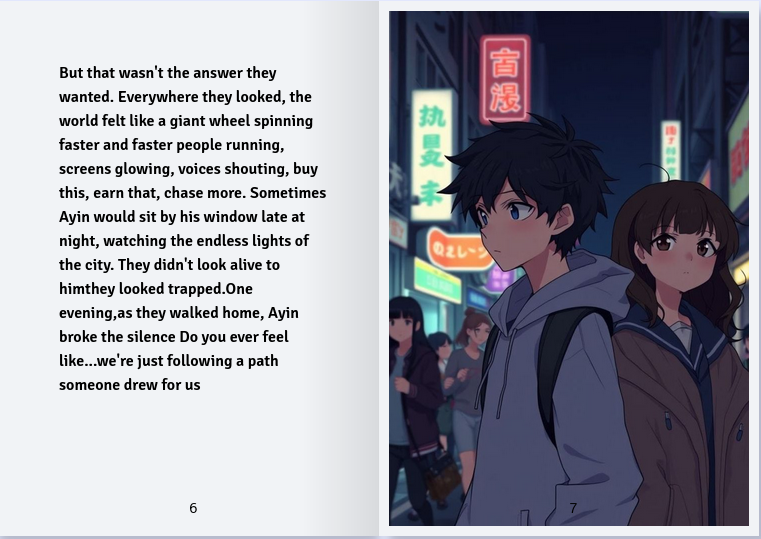 But that wasn't the answer they
wanted. Everywhere they looked, the
world felt like a giant wheel spinning
faster and faster people running,
screens glowing, voices shouting, buy
this, earn that, chase more. Sometimes
Ayin would sit by his window late at
night, watching the endless lights of
the city. They didn't look alive to
himthey looked trapped.One
evening,as they walked home, Ayin
broke the silence Do you ever feel
like...we're just following a path
someone drew for us
6
7